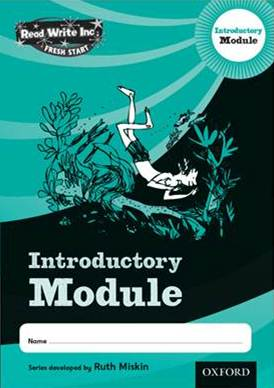 Read Write Inc.
FRESH START
Introductory
Module
Introductory
Module
Name
Series developed by Ruth Miskin
OXFORD